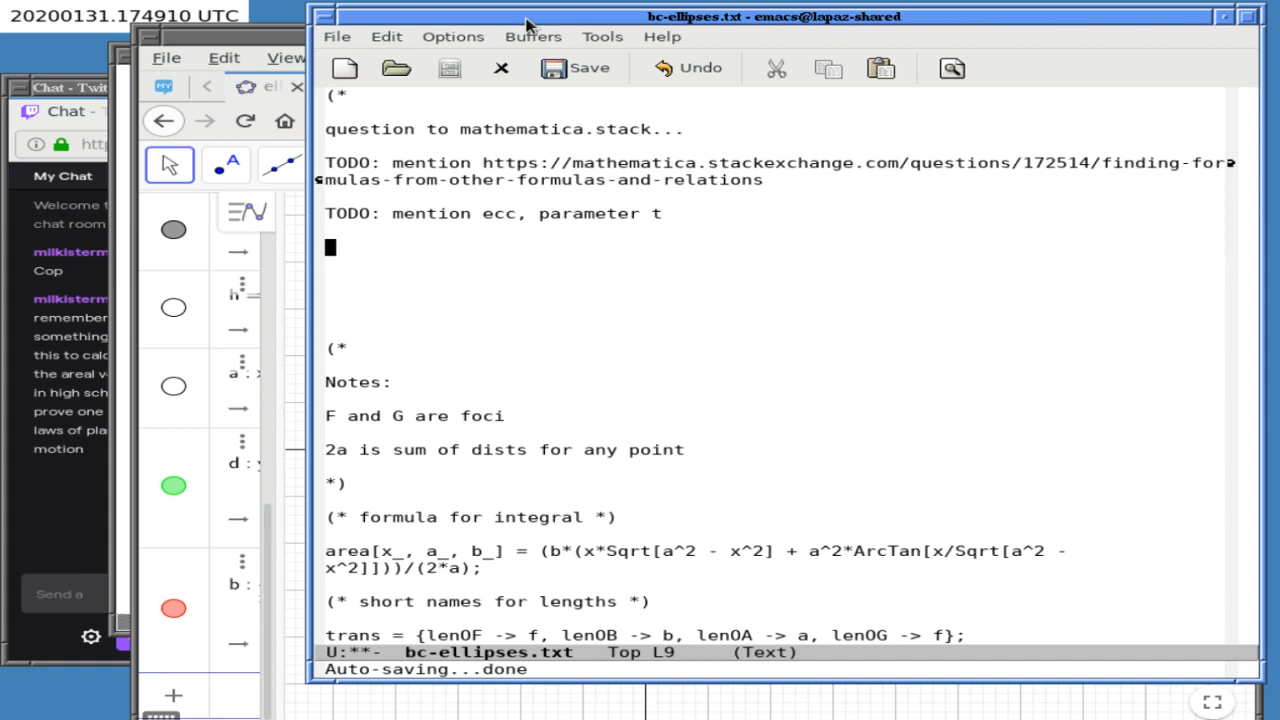 20200131.174910 UTC
bc-ellipses.txt - emacs@lapaz-shared
File Edit Options Buffers Tools Help
Save Undo
(*
question to mathematica.stack...
TODO: mention https://mathematica.stackexchange.com/questions/172514/finding-for
mulas-from-other-formulas-and-relations
TODO: mention ecc, parameter t
(*
Notes:
F and G are foci
2a is sum of dists for any point
*)
(* formula for integral *)
area[x_, a_, b_] = (b*(x*Sqrt[a^2 - x^2] + a^2*ArcTan[x/Sqrt[a^2 -
x^2]]))/(2*a);
(* short names for lengths *)
trans = {lenOF -> f, lenOB -> b, lenOA -> a, lenOG -> f};
U:**- bc-ellipses.txt Top L9 (Text)
Auto-saving...done
File Edit View
MY
ell
A
h =
a :
d :
b :
Chat - Twit
Chat -
http
My Chat
Welcome t
chat room
milkisterm
Cop
milkisterm
remember
something
this to calc
the areal v
in high sch
prove one
laws of pla
motion
Send a